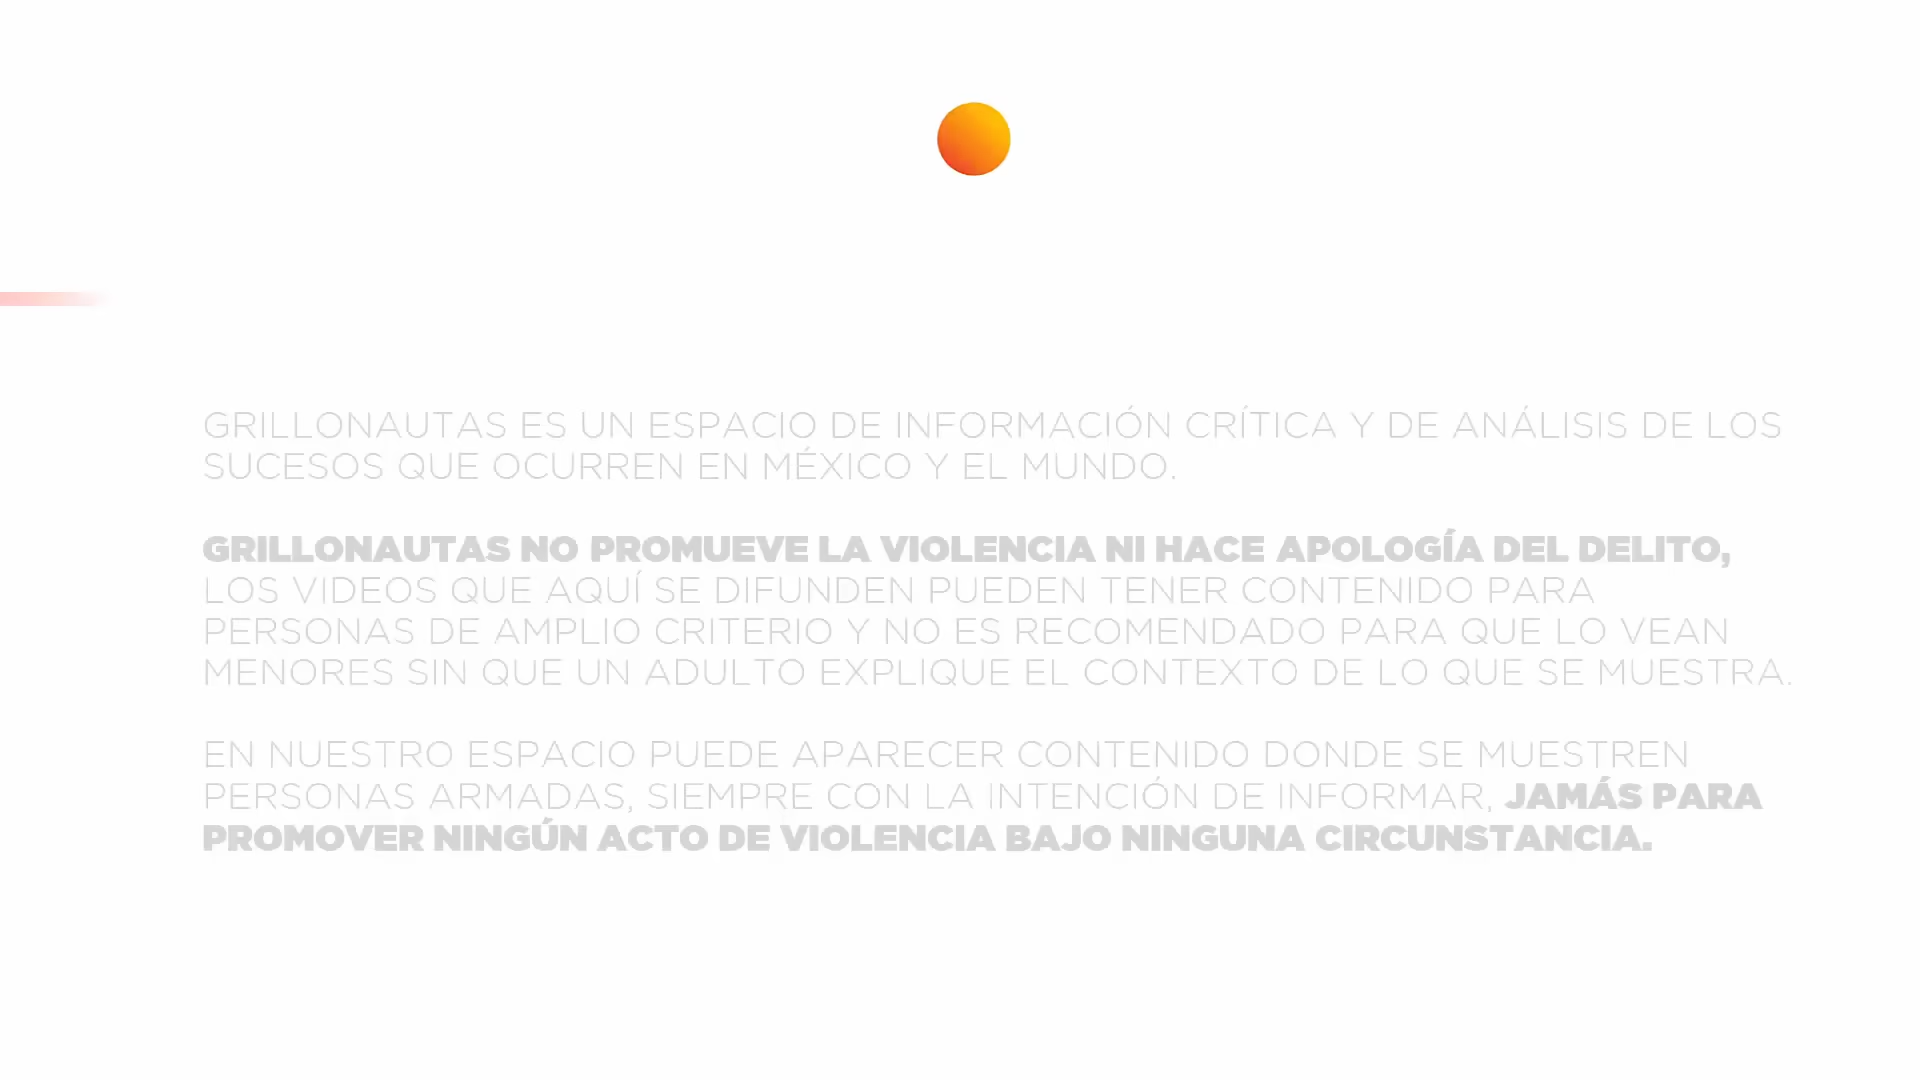 GRILLONAUTAS ES UN ESPACIO DE INFORMACIÓN CRÍTICA Y DE ANÁLISIS DE LOS
SUCESOS QUE OCURREN EN MÉXICO Y EL MUNDO.
GRILLONAUTAS NO PROMUEVE LA VIOLENCIA NI HACE APOLOGÍA DEL DELITO,
LOS VIDEOS QUE AQUÍ SE DIFUNDEN PUEDEN TENER CONTENIDO PARA
PERSONAS DE AMPLIO CRITERIO Y NO ES RECOMENDADO PARA QUE LO VEAN
MENORES SIN QUE UN ADULTO EXPLIQUE EL CONTEXTO DE LO QUE SE MUESTRA.
EN NUESTRO ESPACIO PUEDE APARECER CONTENIDO DONDE SE MUESTREN
PERSONAS ARMADAS, SIEMPRE CON LA INTENCIÓN DE INFORMAR, JAMÁS PARA
PROMOVER NINGÚN ACTO DE VIOLENCIA BAJO NINGUNA CIRCUNSTANCIA.